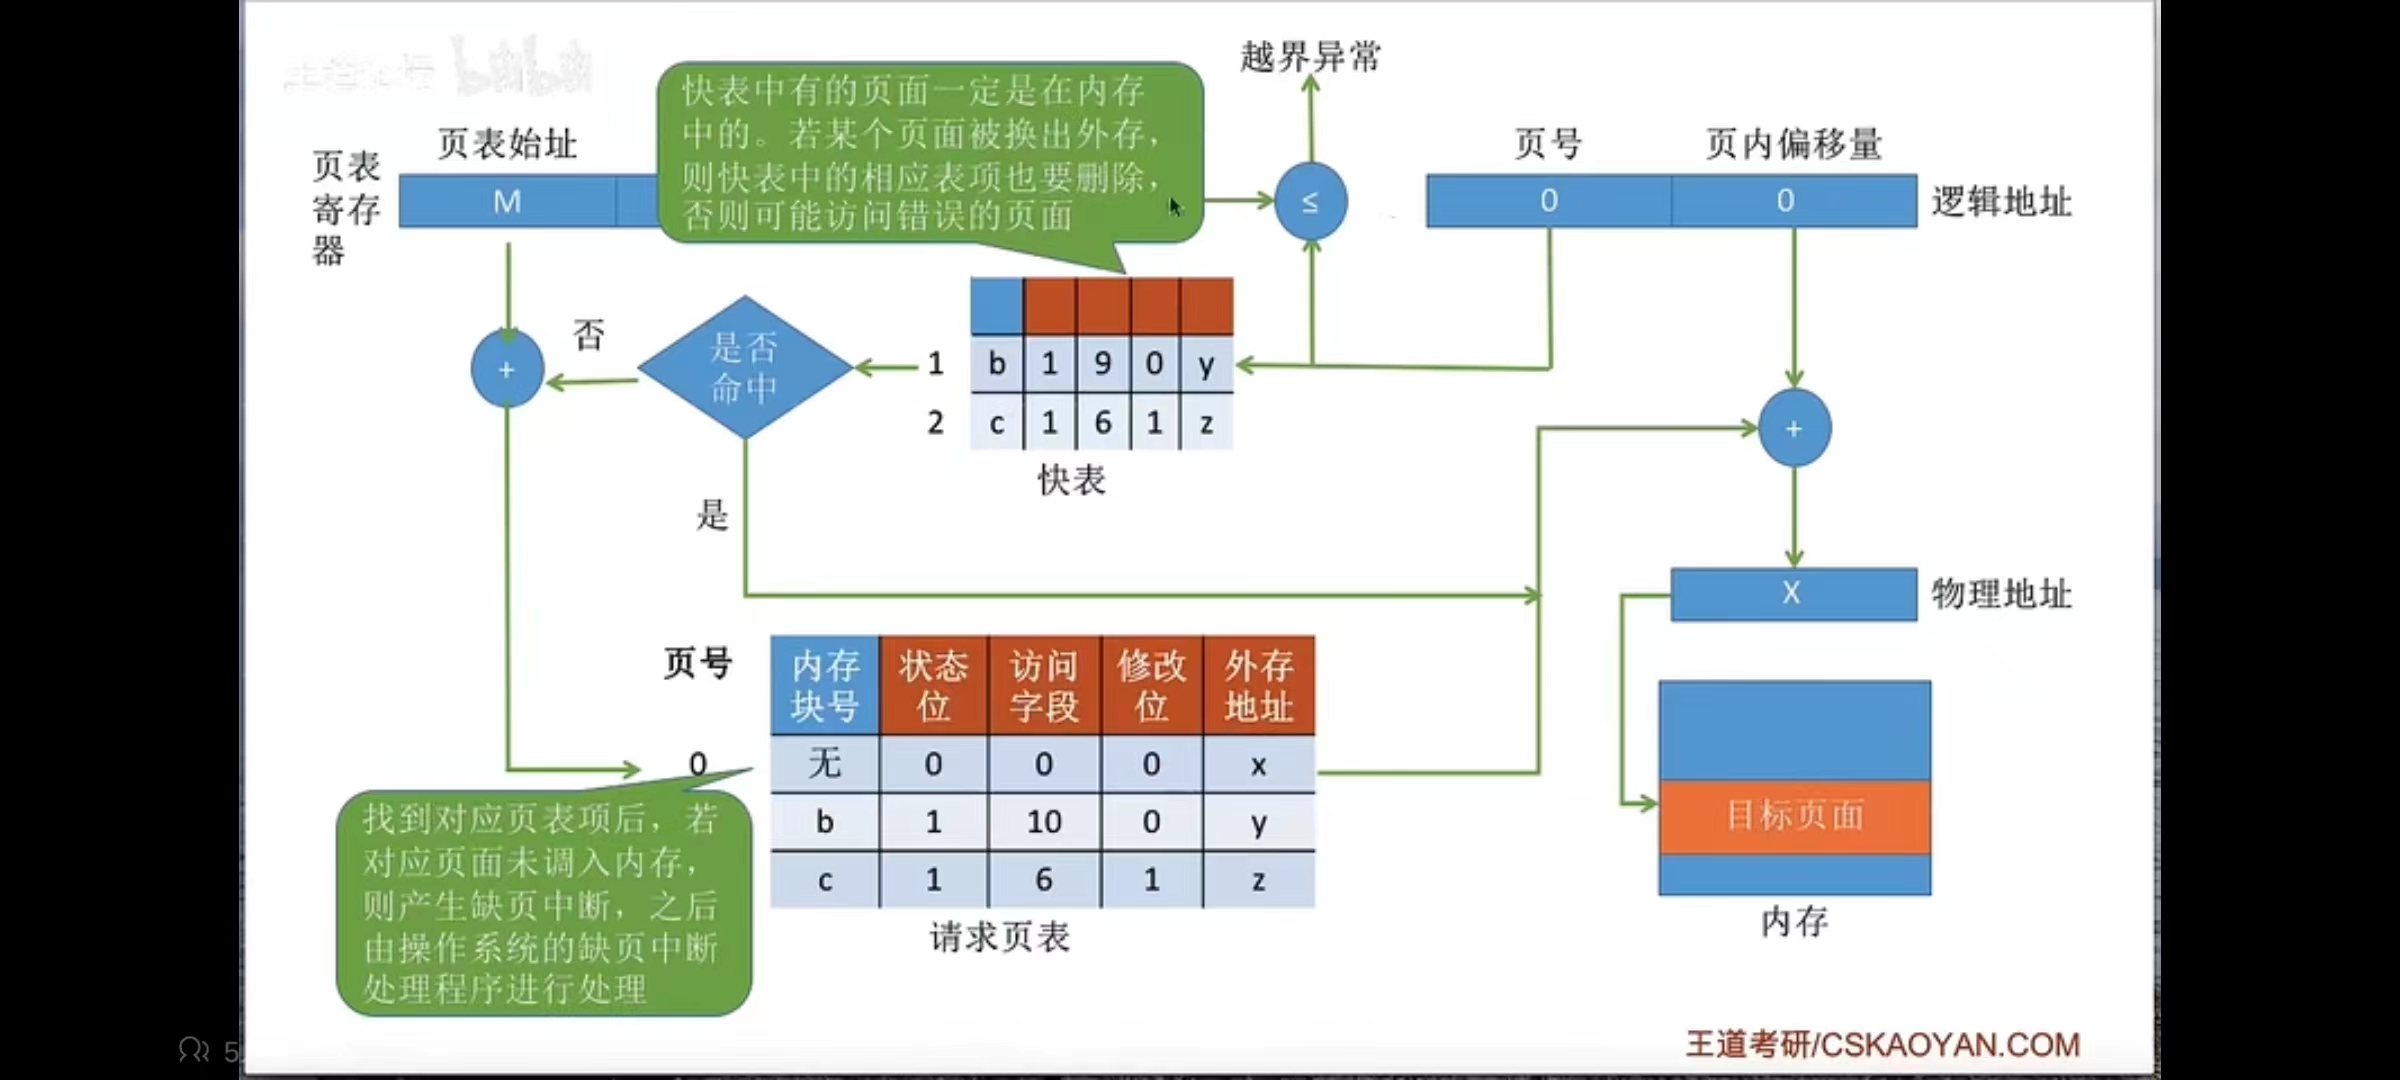 越界异常
快表中有的页面一定是在内存
中的。若某个页面被换出外存，
则快表中的相应表项也要删除，
否则可能访问错误的页面
页表
寄存
器
页表始址
M
≤
页号 页内偏移量
0 0
逻辑地址
+
否
是否
命中
是
1 b 1 9 0 y
2 c 1 6 1 z
快表
+
X
物理地址
页号 内存块号 状态位 访问字段 修改位 外存地址
0 无 0 0 0 x
b 1 10 0 y
c 1 6 1 z
请求页表
找到对应页表项后，若
对应页面未调入内存，
则产生缺页中断，之后
由操作系统的缺页中断
处理程序进行处理
目标页面
内存
王道考研/CSKAOYAN.COM
5